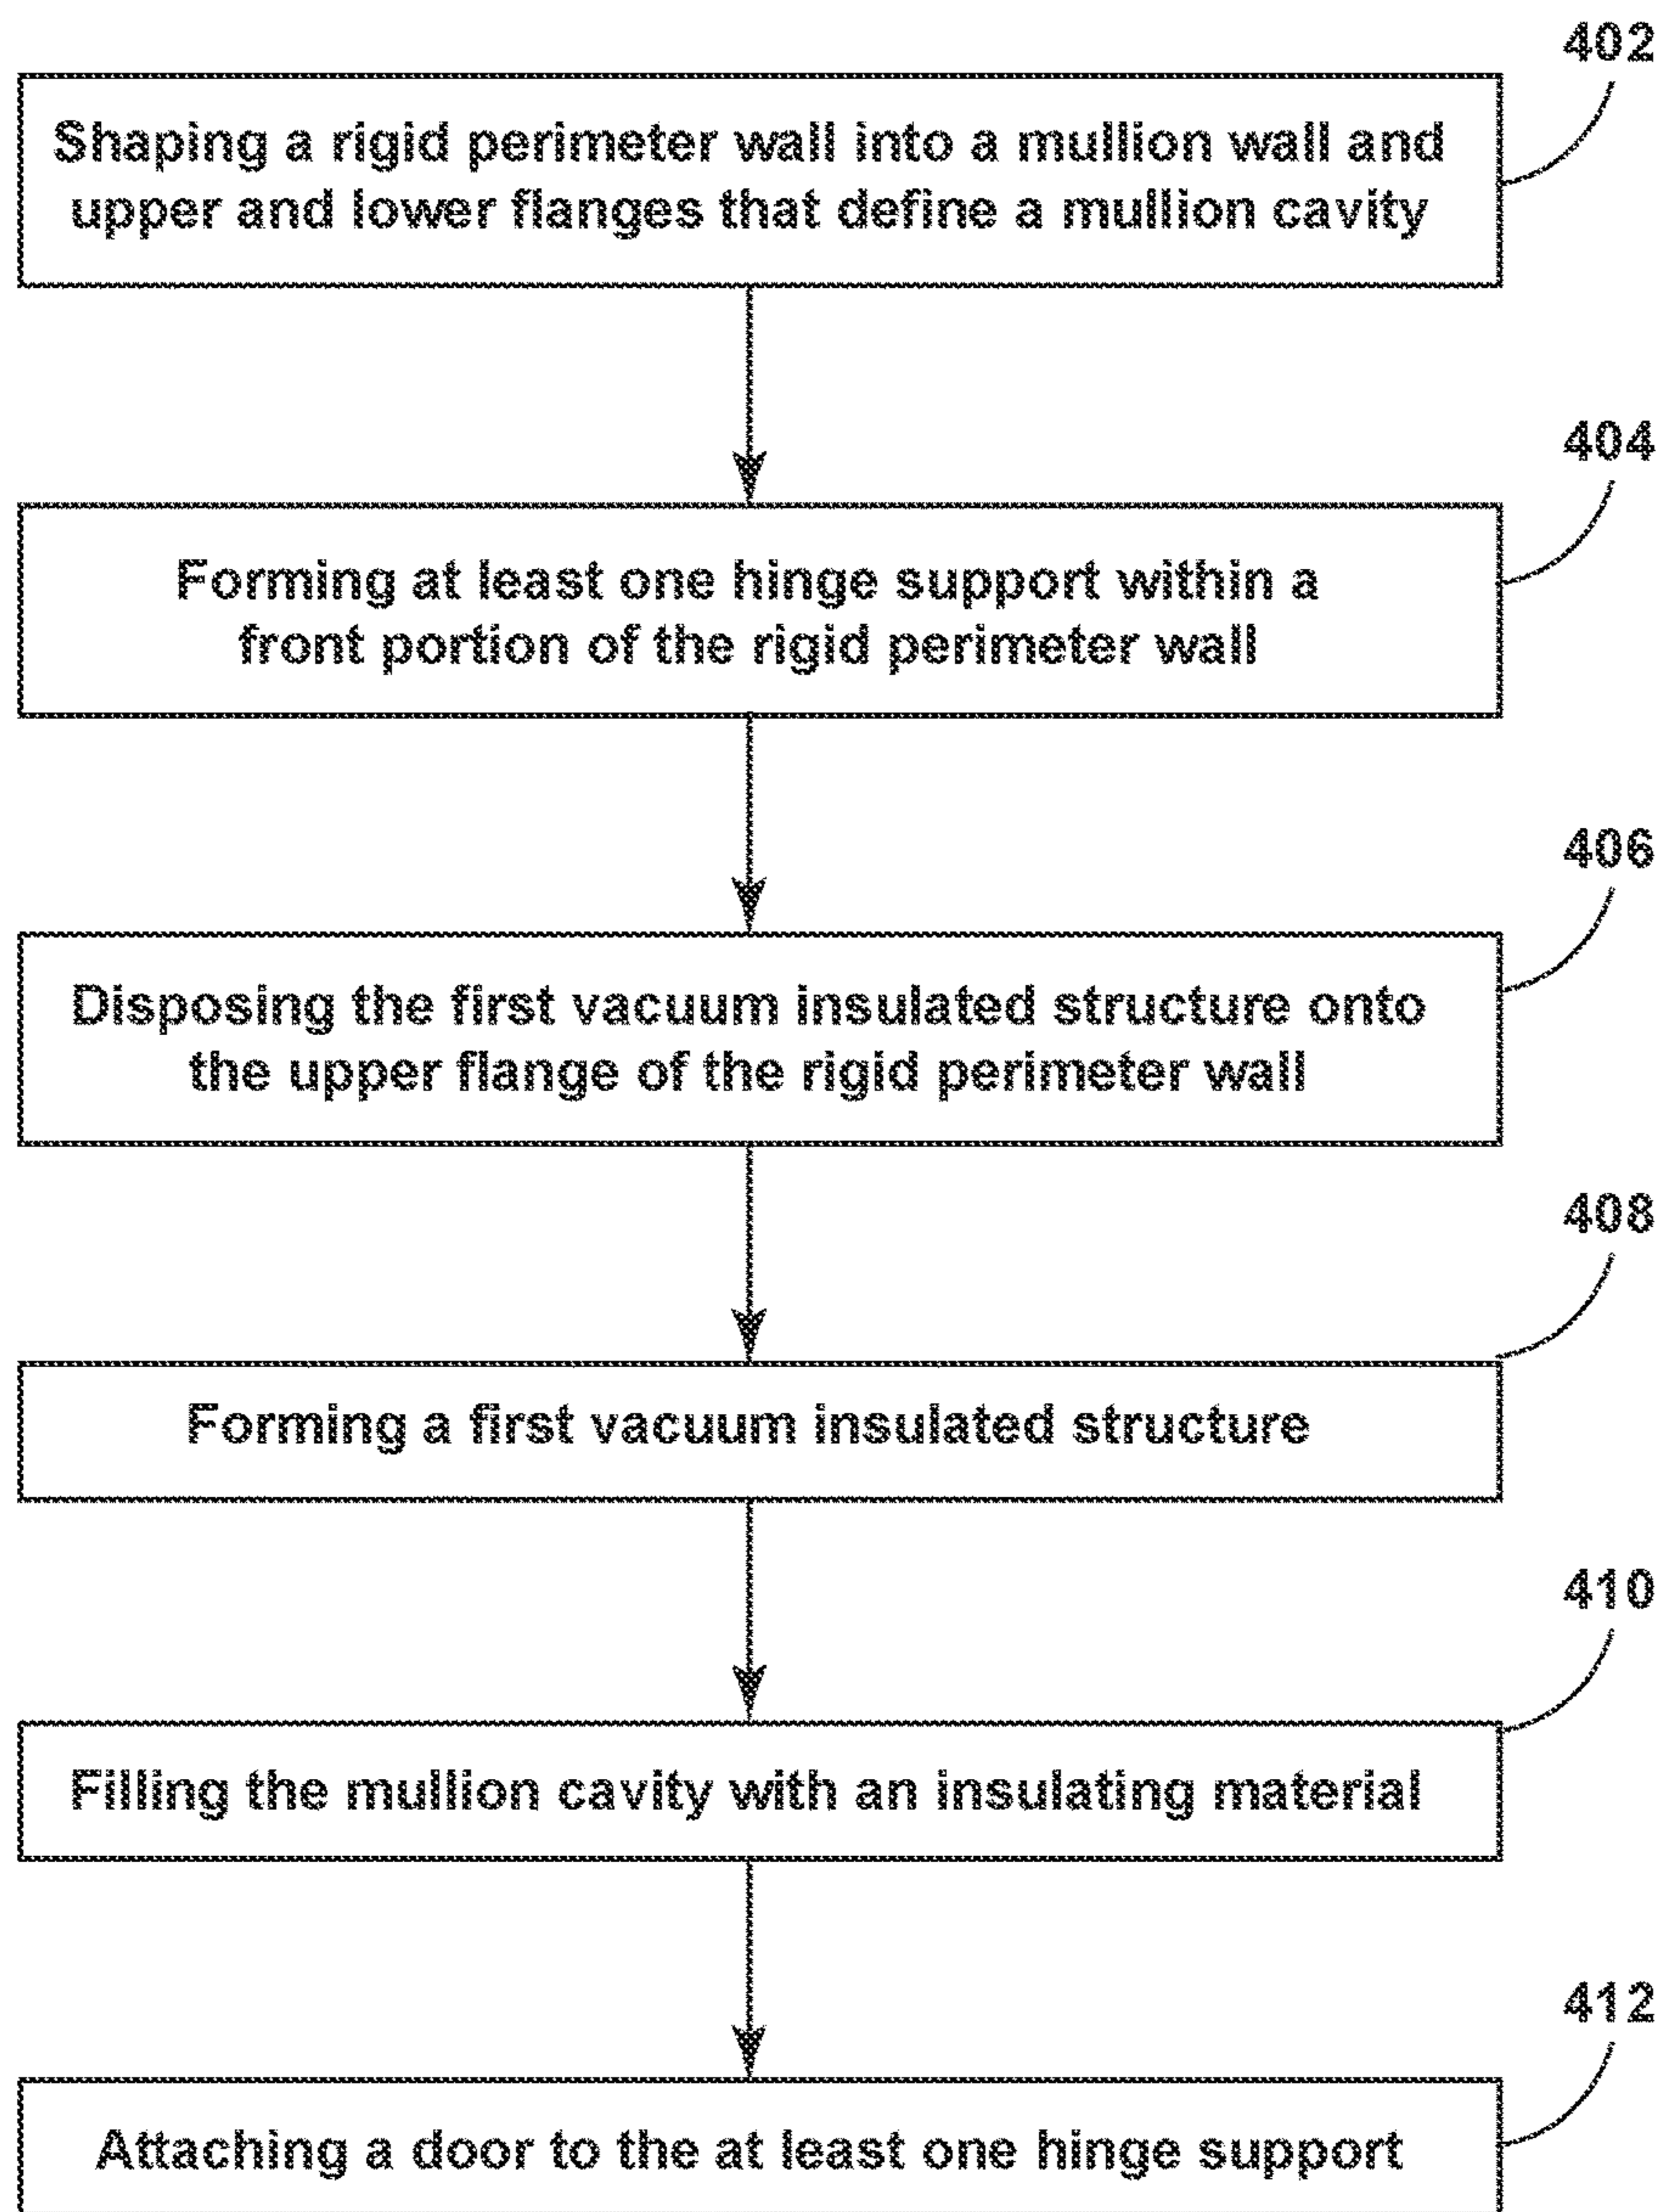 402
Shaping a rigid perimeter wall into a mullion wall and
upper and lower flanges that define a mullion cavity
404
Forming at least one hinge support within a
front portion of the rigid perimeter wall
406
Disposing the first vacuum insulated structure onto
the upper flange of the rigid perimeter wall
408
Forming a first vacuum insulated structure
410
Filling the mullion cavity with an insulating material
412
Attaching a door to the at least one hinge support